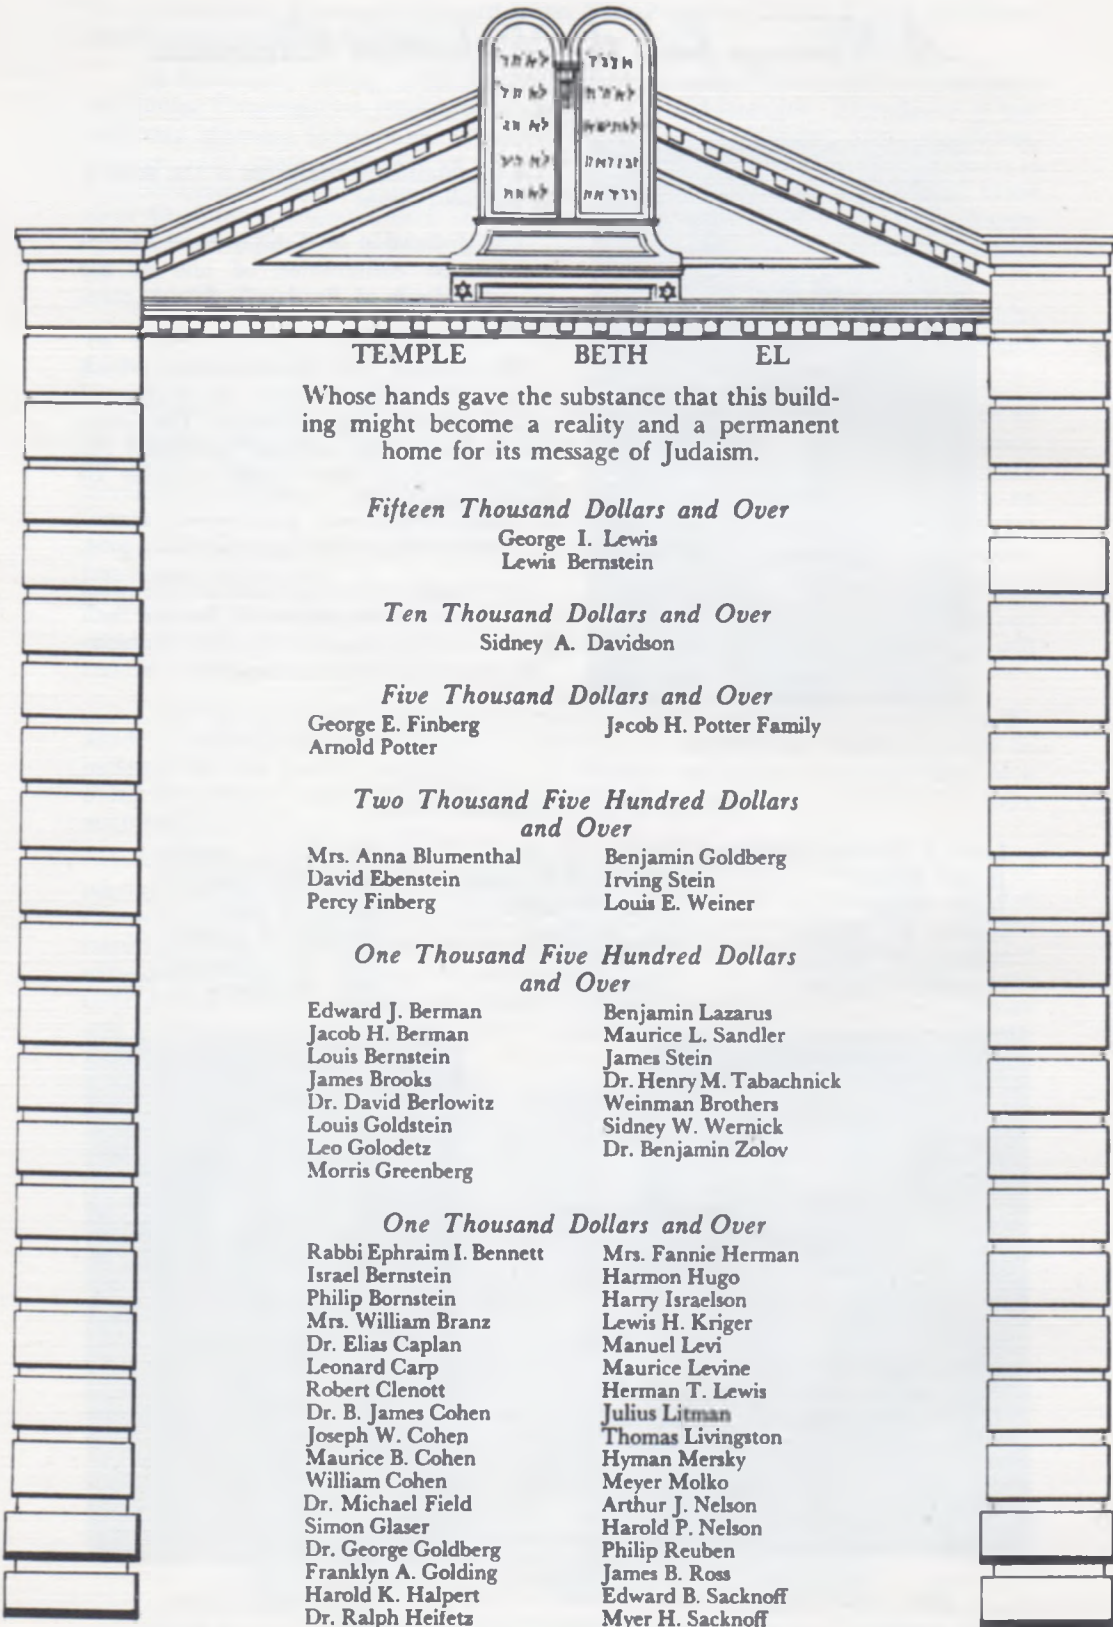 TEMPLE BETH EL
Whose hands gave the substance that this build-
ing might become a reality and a permanent
home for its message of Judaism.
Fifteen Thousand Dollars and Over
George I. Lewis
Lewis Bernstein
Ten Thousand Dollars and Over
Sidney A. Davidson
Five Thousand Dollars and Over
George E. Finberg
Arnold Potter
Jacob H. Potter Family
Two Thousand Five Hundred Dollars
and Over
Mrs. Anna Blumenthal
David Ebenstein
Percy Finberg
Benjamin Goldberg
Irving Stein
Louis E. Weiner
One Thousand Five Hundred Dollars
and Over
Edward J. Berman
Jacob H. Berman
Louis Bernstein
James Brooks
Dr. David Berlowitz
Louis Goldstein
Leo Golodetz
Morris Greenberg
Benjamin Lazarus
Maurice L. Sandler
James Stein
Dr. Henry M. Tabachnick
Weinman Brothers
Sidney W. Wernick
Dr. Benjamin Zolov
One Thousand Dollars and Over
Rabbi Ephraim I. Bennett
Israel Bernstein
Philip Bornstein
Mrs. William Branz
Dr. Elias Caplan
Leonard Carp
Robert Clenott
Dr. B. James Cohen
Joseph W. Cohen
Maurice B. Cohen
William Cohen
Dr. Michael Field
Simon Glaser
Dr. George Goldberg
Franklyn A. Golding
Harold K. Halpert
Dr. Ralph Heifetz
Mrs. Fannie Herman
Harmon Hugo
Harry Israelson
Lewis H. Kriger
Manuel Levi
Maurice Levine
Herman T. Lewis
Julius Litman
Thomas Livingston
Hyman Mersky
Meyer Molko
Arthur J. Nelson
Harold P. Nelson
Philip Reuben
James B. Ross
Edward B. Sacknoff
Myer H. Sacknoff